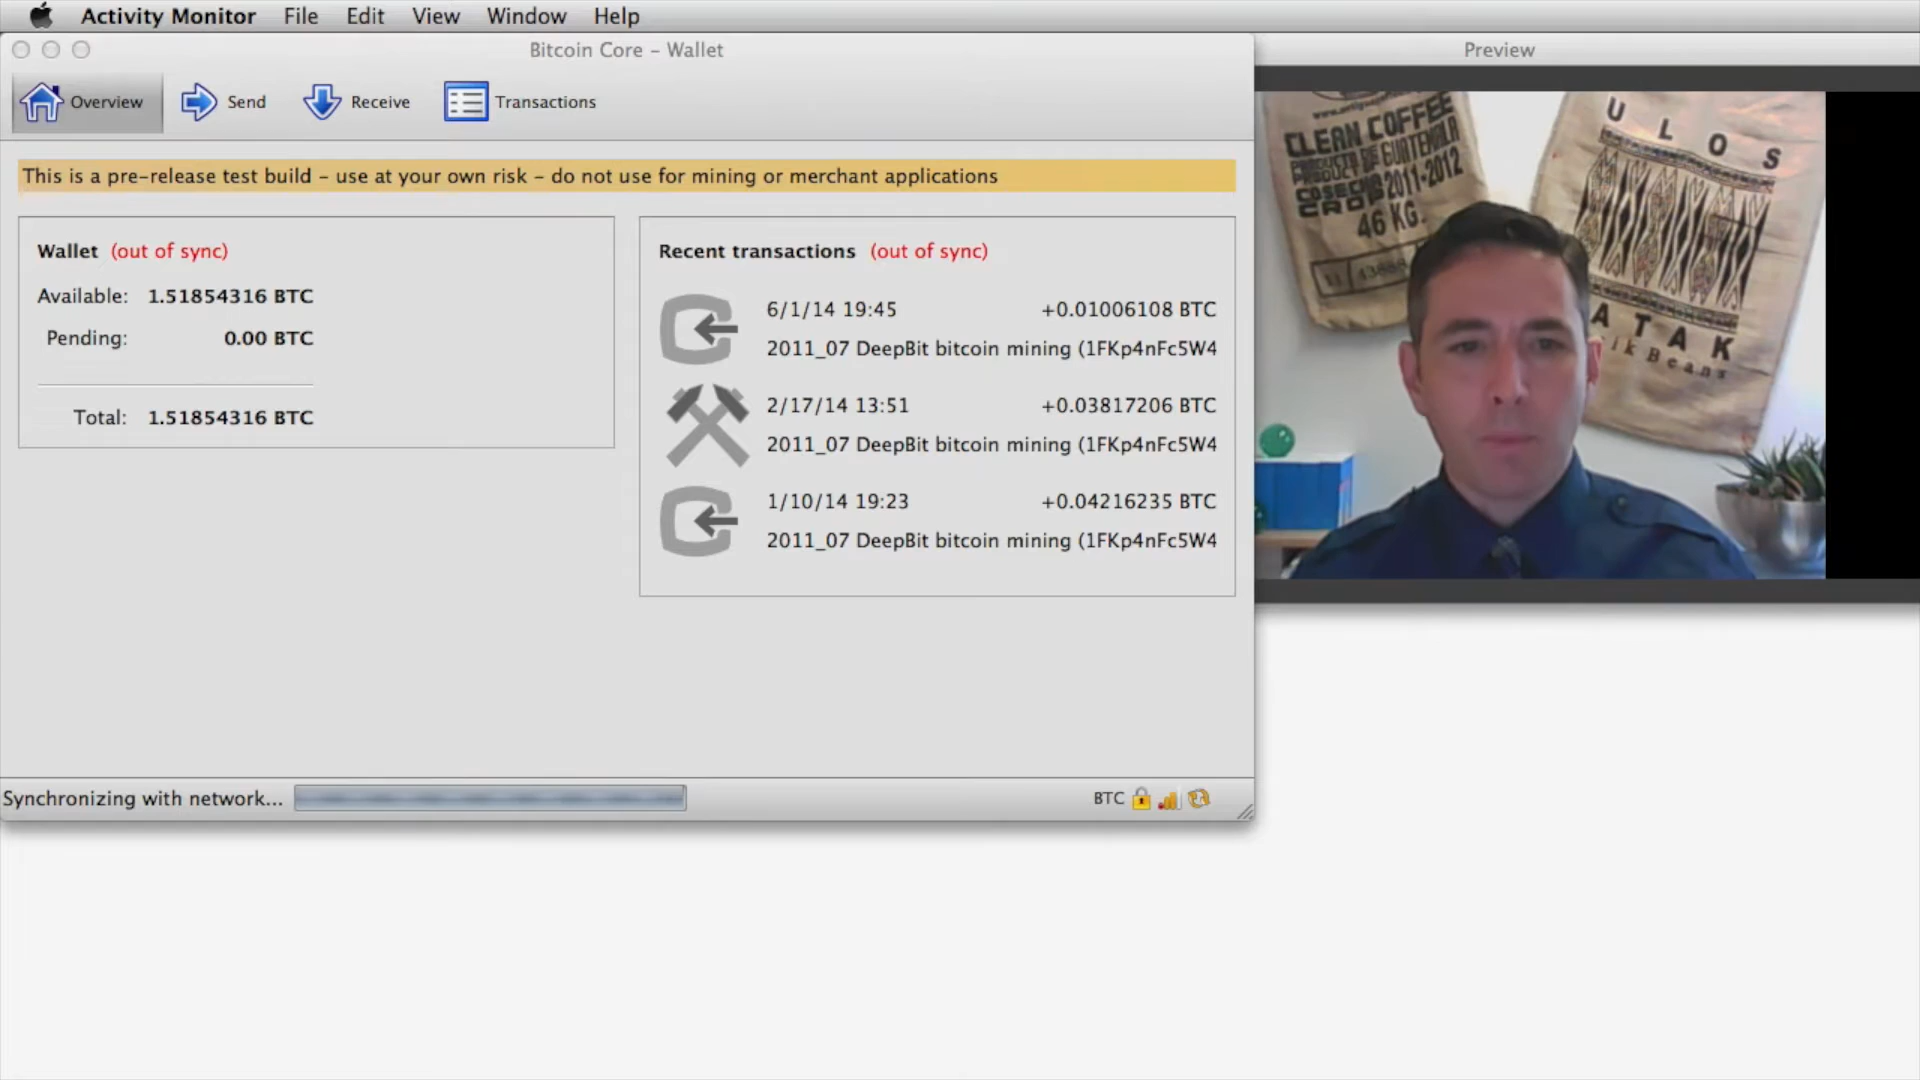 Activity Monitor File Edit View Window Help
Bitcoin Core – Wallet
Preview
Overview Send Receive Transactions
This is a pre-release test build – use at your own risk – do not use for mining or merchant applications
Wallet (out of sync)
Available: 1.51854316 BTC
Pending: 0.00 BTC
Total: 1.51854316 BTC
Recent transactions (out of sync)
6/1/14 19:45 +0.01006108 BTC
2011_07 DeepBit bitcoin mining (1FKp4nFc5W4
2/17/14 13:51 +0.03817206 BTC
2011_07 DeepBit bitcoin mining (1FKp4nFc5W4
1/10/14 19:23 +0.04216235 BTC
2011_07 DeepBit bitcoin mining (1FKp4nFc5W4
Synchronizing with network...
BTC
CLEAN COFFEE
PRODUCT OF GUATEMALA
2011-2012
46 KG.
ULOS
ATAK